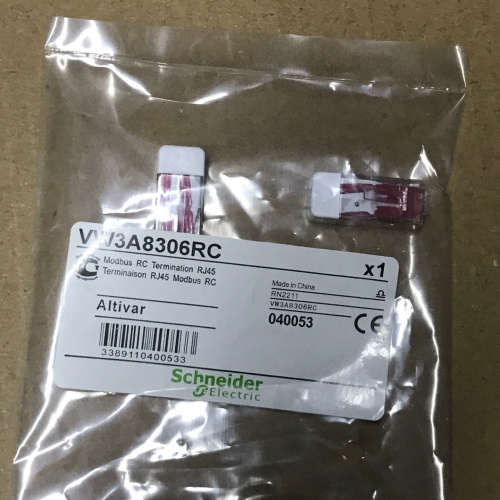 VW3A8306RC
x1
Modbus RC Termination RJ45
Terminaison RJ45 Modbus RC
Made in China
RN2211
VW3A8306RC
Altivar
040053
CE
3389110400533
Schneider
Electric